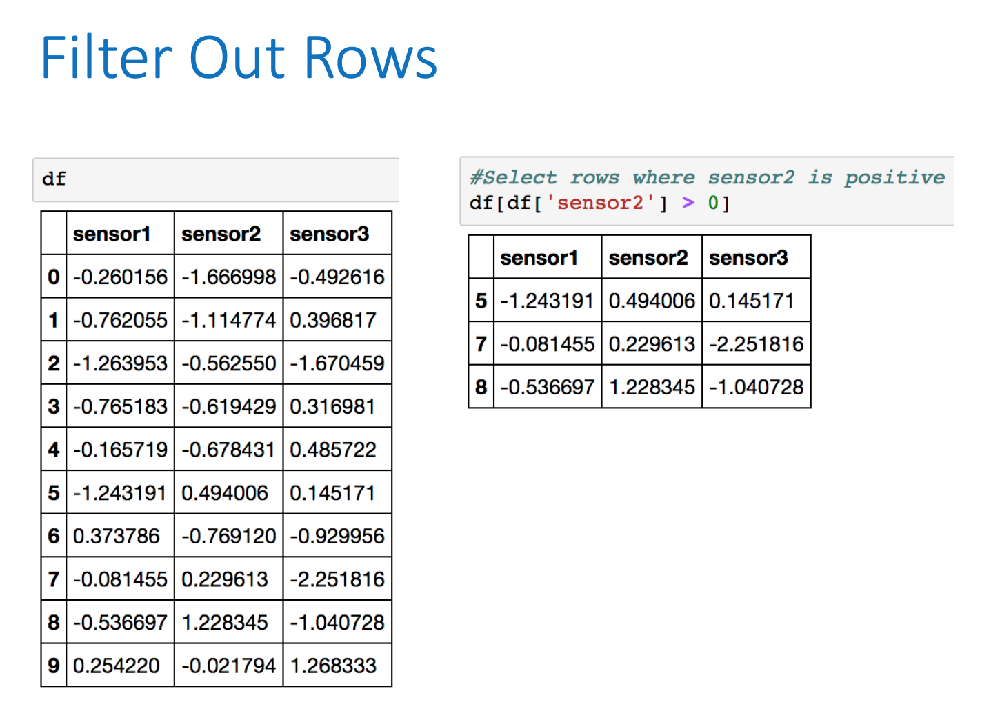 Filter Out Rows
df
sensor1 sensor2 sensor3
0 -0.260156 -1.666998 -0.492616
1 -0.762055 -1.114774 0.396817
2 -1.263953 -0.562550 -1.670459
3 -0.765183 -0.619429 0.316981
4 -0.165719 -0.678431 0.485722
5 -1.243191 0.494006 0.145171
6 0.373786 -0.769120 -0.929956
7 -0.081455 0.229613 -2.251816
8 -0.536697 1.228345 -1.040728
9 0.254220 -0.021794 1.268333
#Select rows where sensor2 is positive
df[df['sensor2'] > 0]
sensor1 sensor2 sensor3
5 -1.243191 0.494006 0.145171
7 -0.081455 0.229613 -2.251816
8 -0.536697 1.228345 -1.040728